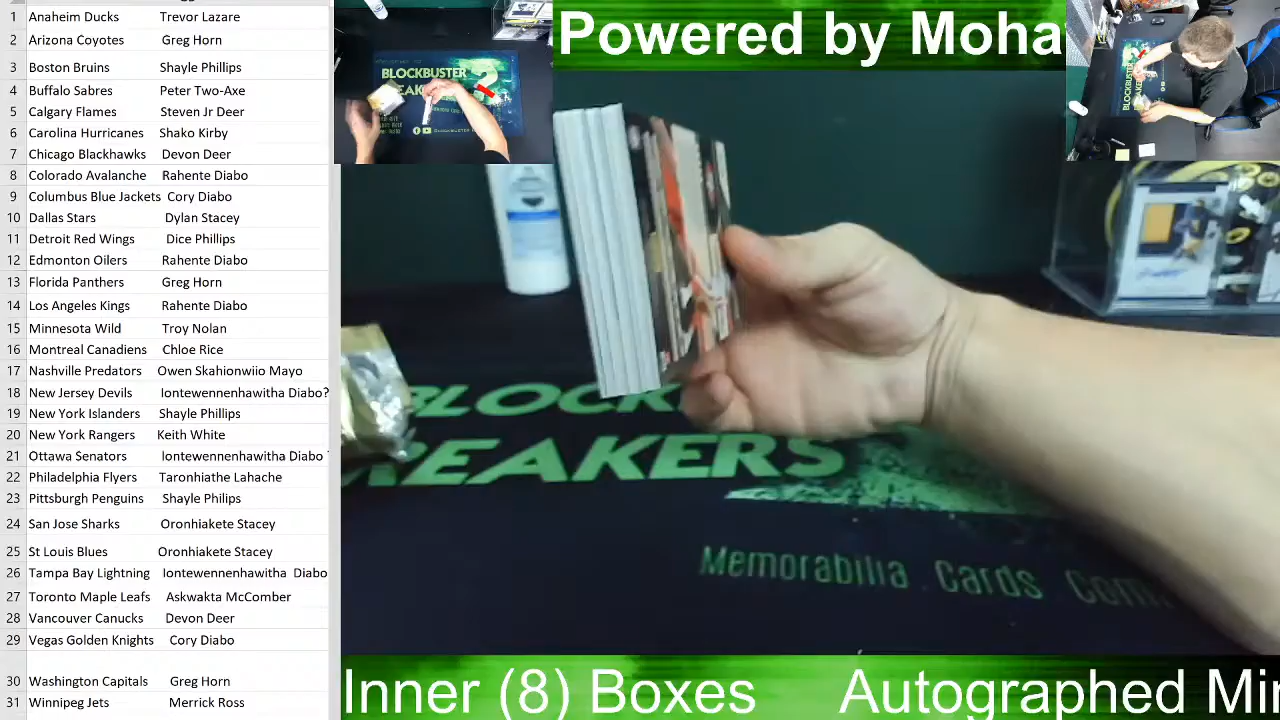 1 Anaheim Ducks Trevor Lazare
2 Arizona Coyotes Greg Horn
3 Boston Bruins Shayle Phillips
4 Buffalo Sabres Peter Two-Axe
5 Calgary Flames Steven Jr Deer
6 Carolina Hurricanes Shako Kirby
7 Chicago Blackhawks Devon Deer
8 Colorado Avalanche Rahente Diabo
9 Columbus Blue Jackets Cory Diabo
10 Dallas Stars Dylan Stacey
11 Detroit Red Wings Dice Phillips
12 Edmonton Oilers Rahente Diabo
13 Florida Panthers Greg Horn
14 Los Angeles Kings Rahente Diabo
15 Minnesota Wild Troy Nolan
16 Montreal Canadiens Chloe Rice
17 Nashville Predators Owen Skahionwiio Mayo
18 New Jersey Devils Iontewennenhawitha Diabo?
19 New York Islanders Shayle Phillips
20 New York Rangers Keith White
21 Ottawa Senators Iontewennenhawitha Diabo
22 Philadelphia Flyers Taronhiathe Lahache
23 Pittsburgh Penguins Shayle Philips
24 San Jose Sharks Oronhiakete Stacey
25 St Louis Blues Oronhiakete Stacey
26 Tampa Bay Lightning Iontewennenhawitha Diabo
27 Toronto Maple Leafs Askwakta McComber
28 Vancouver Canucks Devon Deer
29 Vegas Golden Knights Cory Diabo
30 Washington Capitals Greg Horn
31 Winnipeg Jets Merrick Ross
BLOCKBUSTER
Powered by Moha
BLOCK
REAKERS
Memorabilia Cards Com
Inner (8) Boxes Autographed Min